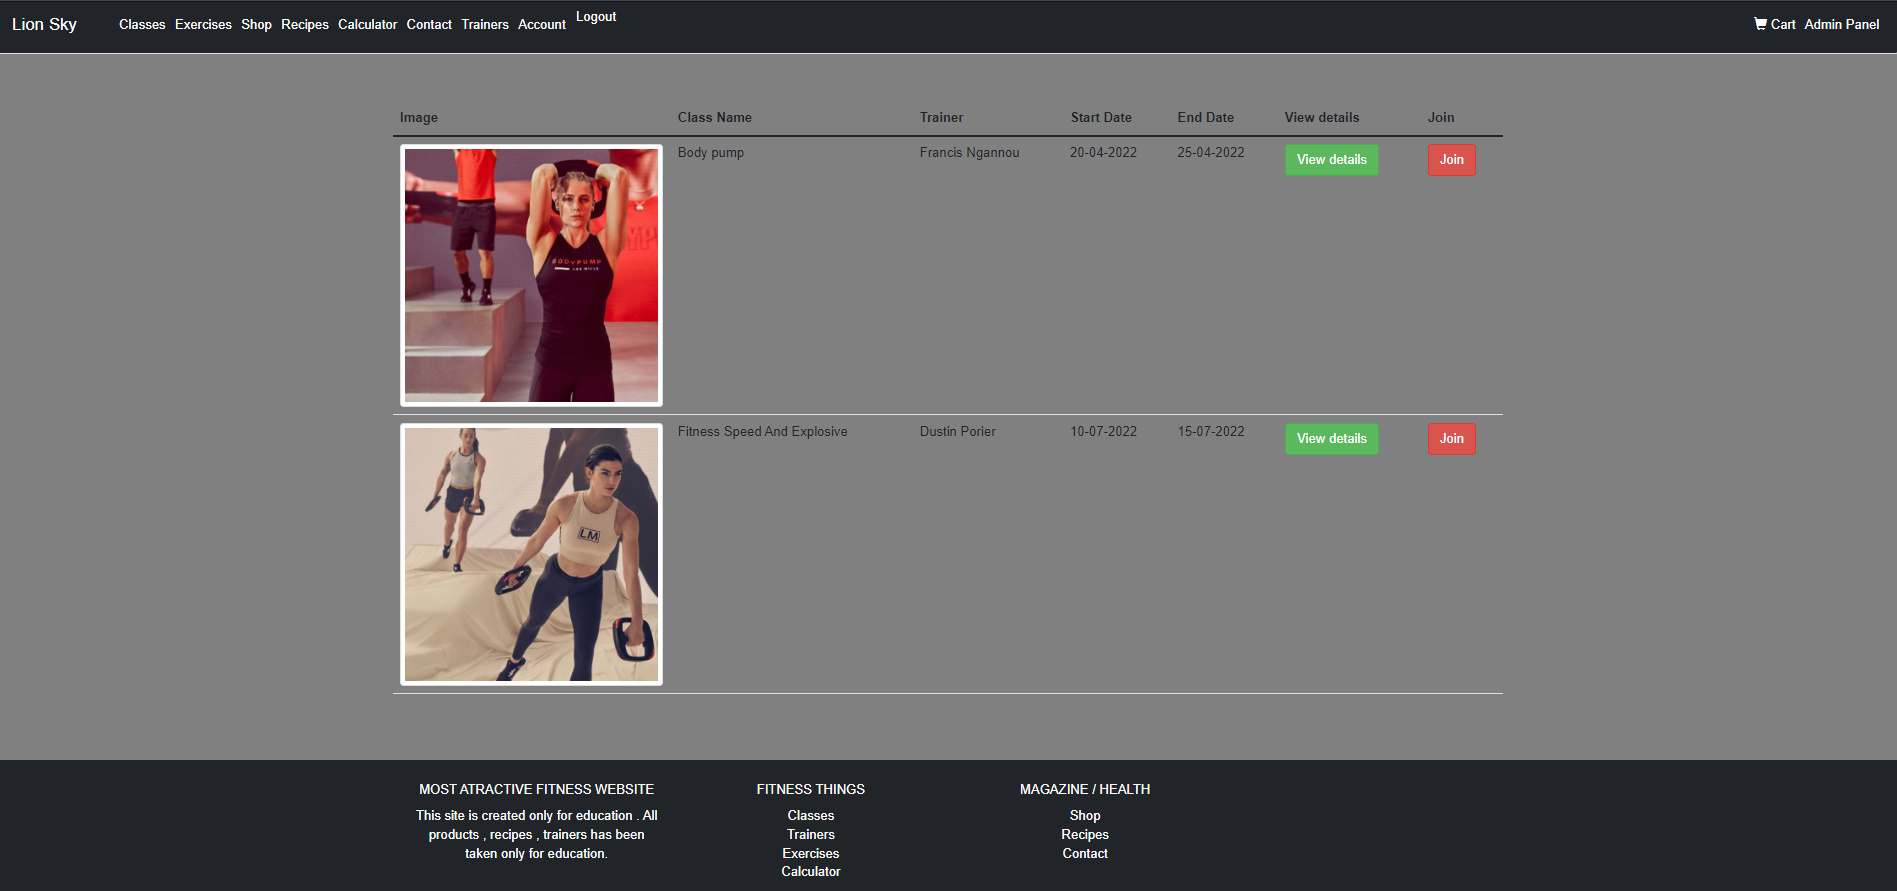 Lion Sky Classes Exercises Shop Recipes Calculator Contact Trainers Account Logout Cart Admin Panel
Image Class Name Trainer Start Date End Date View details Join
Body pump Francis Ngannou 20-04-2022 25-04-2022 View details Join
BODYPUMP
LES MILLS
Fitness Speed And Explosive Dustin Porier 10-07-2022 15-07-2022 View details Join
LM
MOST ATRACTIVE FITNESS WEBSITE
This site is created only for education . All
products , recipes , trainers has been
taken only for education.
FITNESS THINGS
Classes
Trainers
Exercises
Calculator
MAGAZINE / HEALTH
Shop
Recipes
Contact